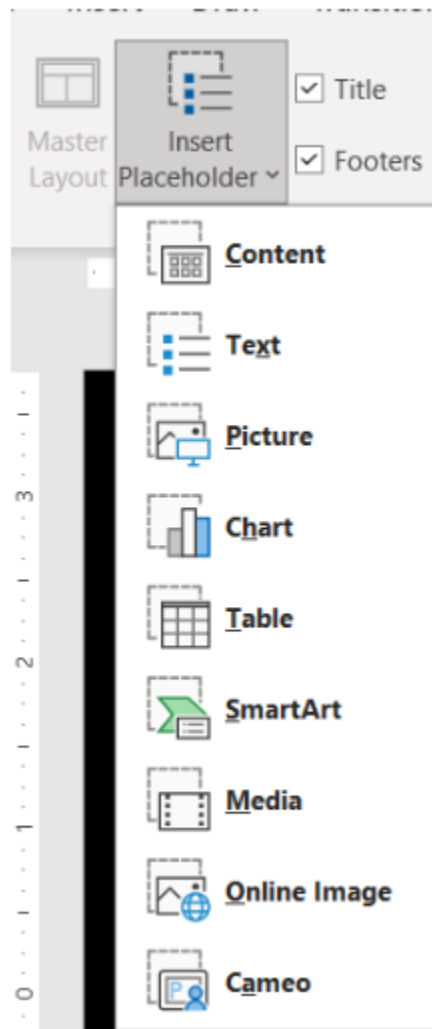 Master
Layout
Insert
Placeholder
Title
Footers
Content
Text
Picture
Chart
Table
SmartArt
Media
Online Image
Cameo
3
2
1
0